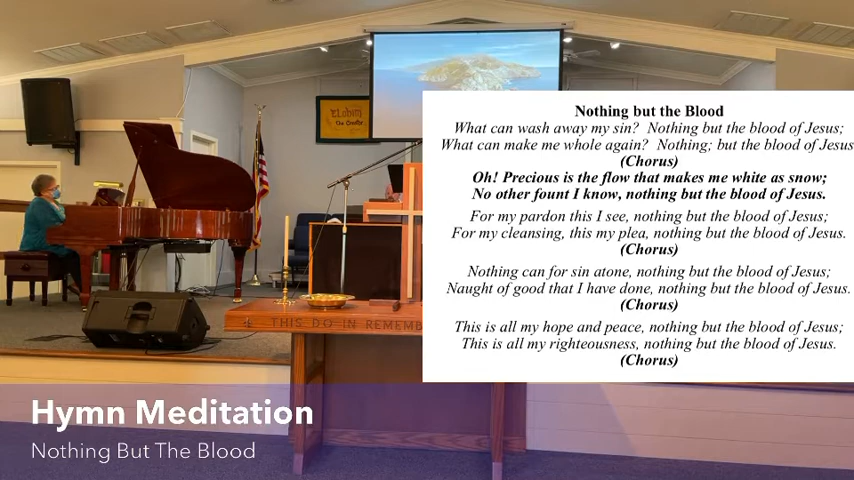 ELOHIM
the Creator
Nothing but the Blood
What can wash away my sin? Nothing but the blood of Jesus;
What can make me whole again? Nothing; but the blood of Jesus
(Chorus)
Oh! Precious is the flow that makes me white as snow;
No other fount I know, nothing but the blood of Jesus.
For my pardon this I see, nothing but the blood of Jesus;
For my cleansing, this my plea, nothing but the blood of Jesus.
(Chorus)
Nothing can for sin atone, nothing but the blood of Jesus;
Naught of good that I have done, nothing but the blood of Jesus.
(Chorus)
This is all my hope and peace, nothing but the blood of Jesus;
This is all my righteousness, nothing but the blood of Jesus.
(Chorus)
THIS DO IN REMEMB
Hymn Meditation
Nothing But The Blood